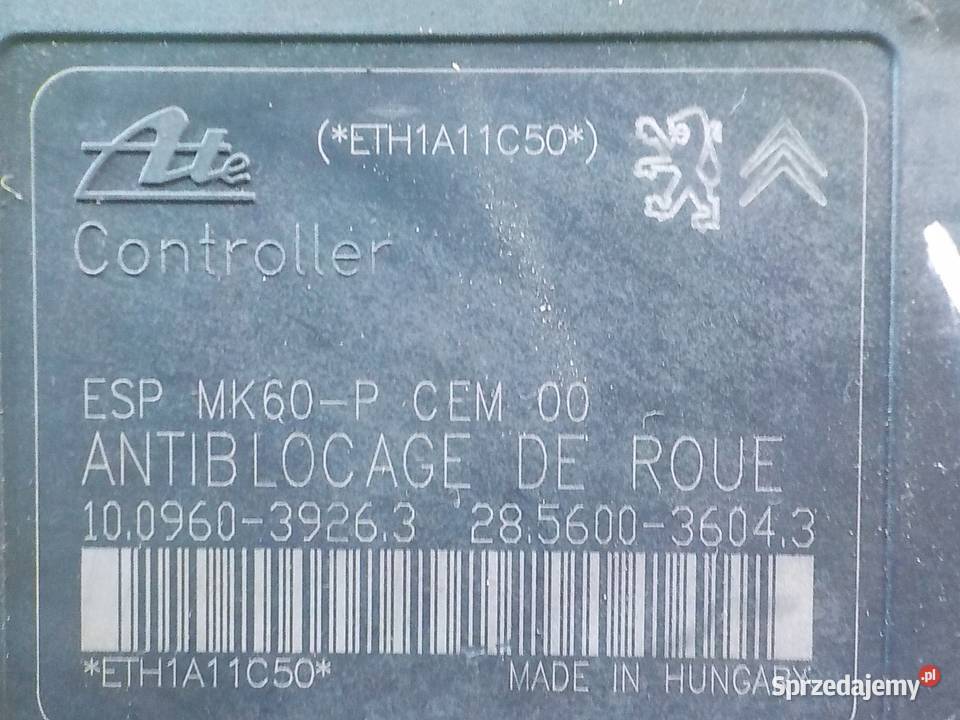 Ate (*ETH1A11C50*)
Controller
ESP MK60-P CEM 00
ANTIBLOCAGE DE ROUE
10.0960-3926.3 28.5600-3604.3
*ETH1A11C50* MADE IN HUNGARY
Sprzedajemy.pl